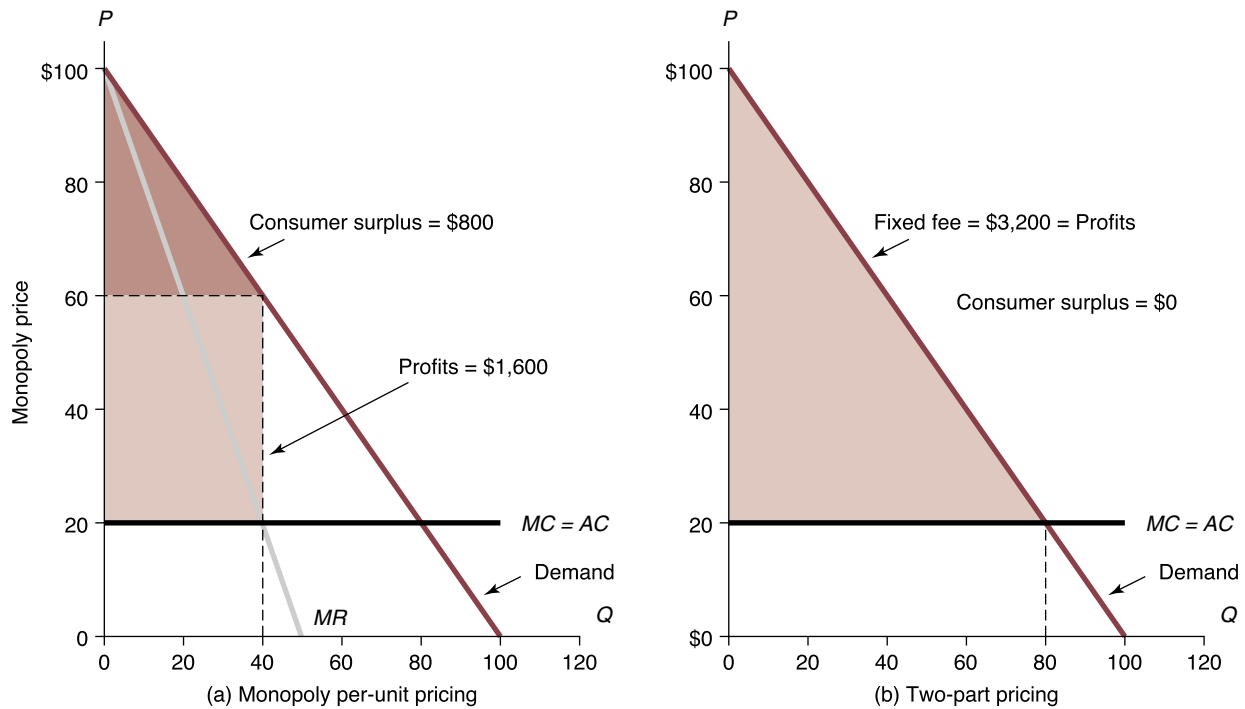 P
$100
80
60
40
20
0
Monopoly price
Consumer surplus = $800
Profits = $1,600
MC = AC
Demand
MR
Q
0 20 40 60 80 100 120
(a) Monopoly per-unit pricing
P
$100
80
60
40
20
$0
Fixed fee = $3,200 = Profits
Consumer surplus = $0
MC = AC
Demand
Q
0 20 40 60 80 100 120
(b) Two-part pricing